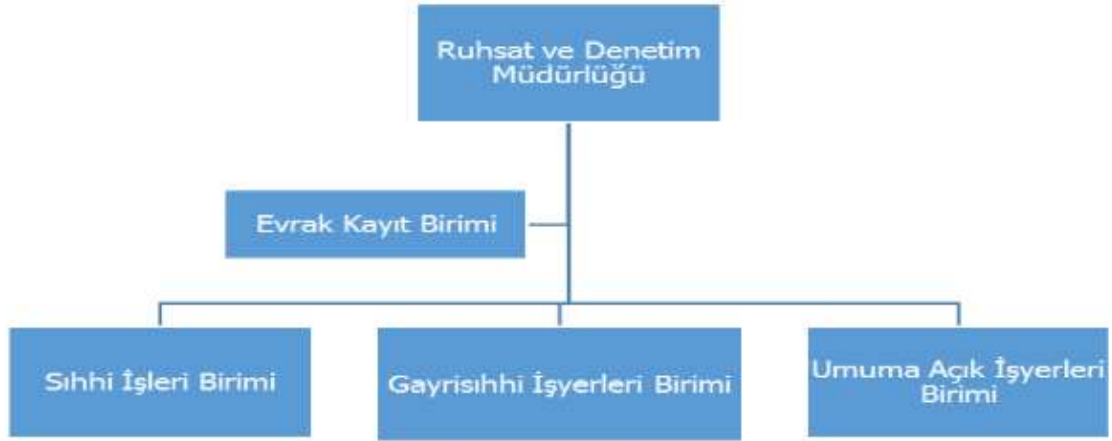 Ruhsat ve Denetim
Müdürlüğü
Evrak Kayıt Birimi
Sıhhi İşleri Birimi
Gayrisıhhi İşyerleri Birimi
Umuma Açık İşyerleri
Birimi